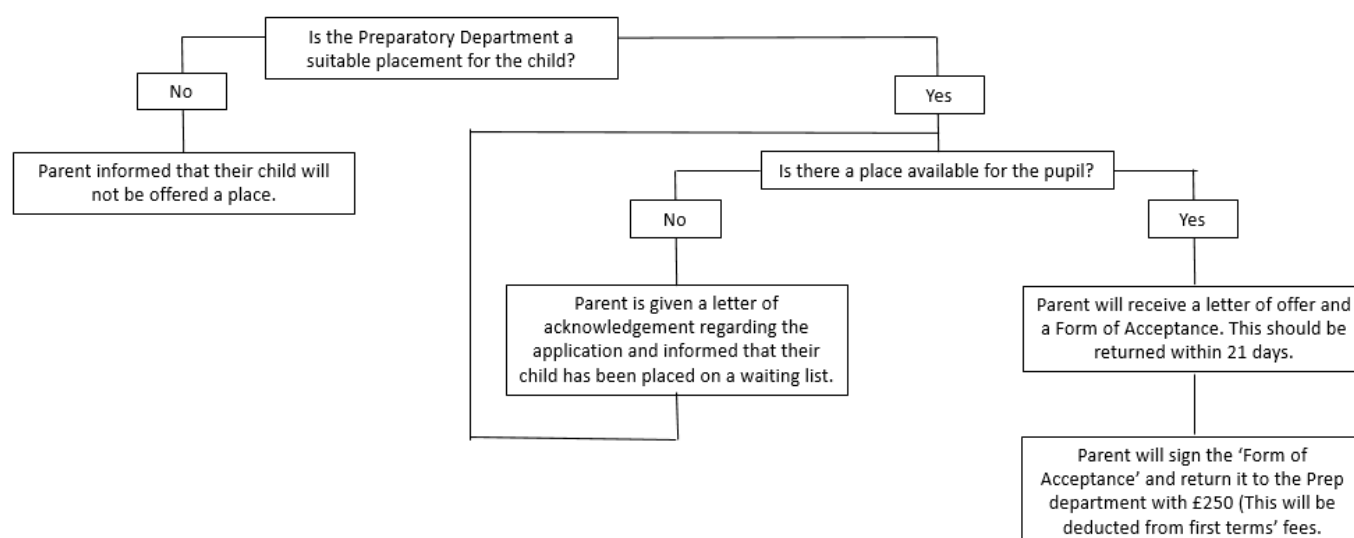 Is the Preparatory Department a
suitable placement for the child?
No
Yes
Parent informed that their child will
not be offered a place.
Is there a place available for the pupil?
No
Yes
Parent is given a letter of
acknowledgement regarding the
application and informed that their
child has been placed on a waiting list.
Parent will receive a letter of offer and
a Form of Acceptance. This should be
returned within 21 days.
Parent will sign the ‘Form of
Acceptance’ and return it to the Prep
department with £250 (This will be
deducted from first terms’ fees.